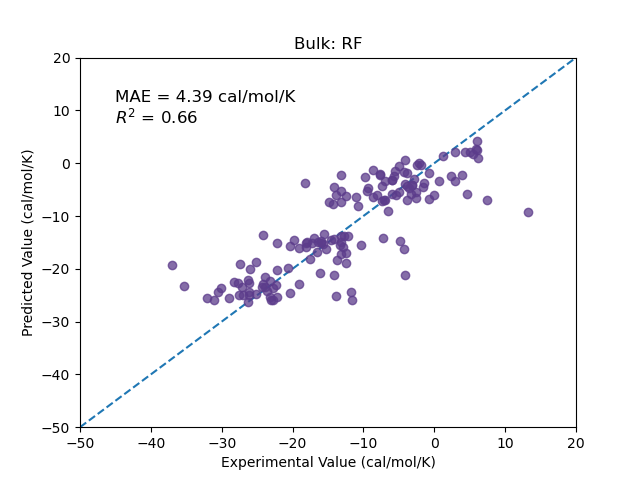 Bulk: RF
MAE = 4.39 cal/mol/K
R² = 0.66
Predicted Value (cal/mol/K)
20
10
0
−10
−20
−30
−40
−50
−50 −40 −30 −20 −10 0 10 20
Experimental Value (cal/mol/K)